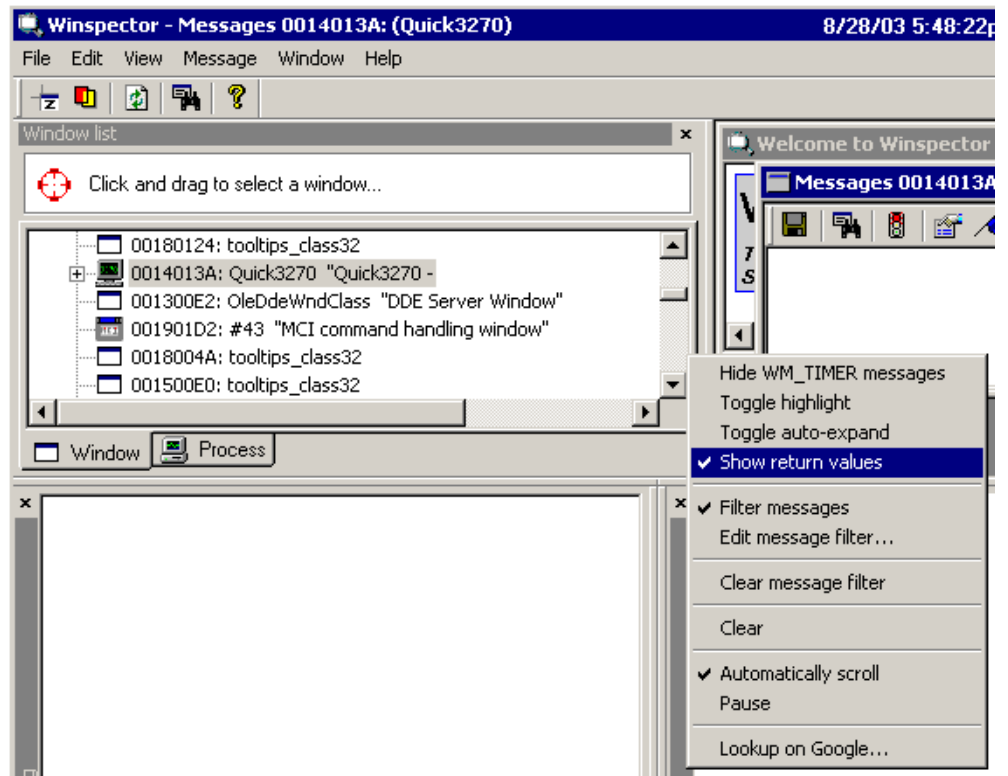 Winspector - Messages 0014013A: (Quick3270) 8/28/03 5:48:22p
File Edit View Message Window Help
Window list
Click and drag to select a window...
00180124: tooltips_class32
0014013A: Quick3270 "Quick3270 -
001300E2: OleDdeWndClass "DDE Server Window"
001901D2: #43 "MCI command handling window"
0018004A: tooltips_class32
001500E0: tooltips_class32
Window Process
Welcome to Winspector
Messages 0014013A
Hide WM_TIMER messages
Toggle highlight
Toggle auto-expand
Show return values
Filter messages
Edit message filter...
Clear message filter
Clear
Automatically scroll
Pause
Lookup on Google...